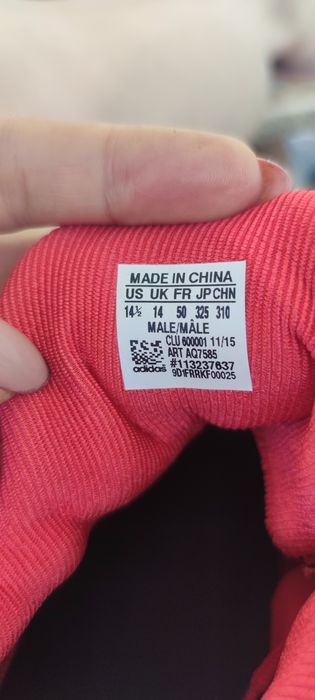 MADE IN CHINA
US UK FR JP CHN
14½ 14 50 325 310
MALE/MÂLE
CLU 600001 11/15
ART AQ7585
#113237637
adidas 9D1FRRKF00025